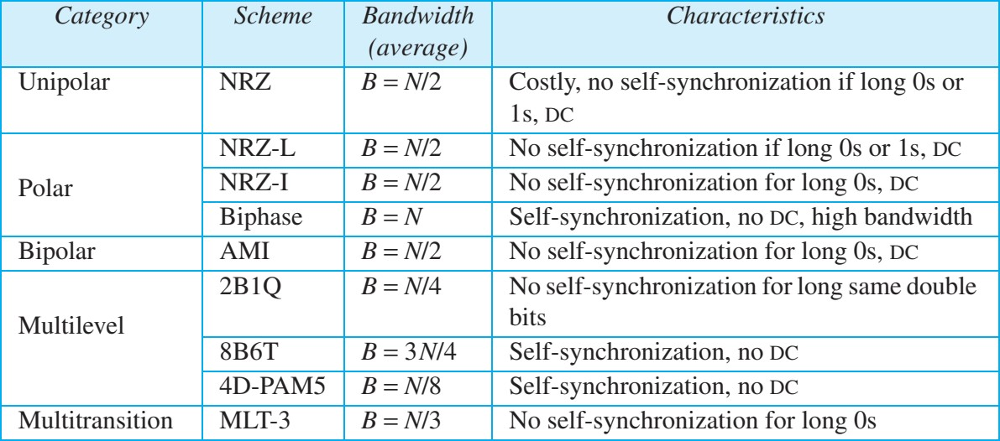 Category Scheme Bandwidth (average) Characteristics
Unipolar NRZ B = N/2 Costly, no self-synchronization if long 0s or 1s, DC
Polar NRZ-L B = N/2 No self-synchronization if long 0s or 1s, DC
NRZ-I B = N/2 No self-synchronization for long 0s, DC
Biphase B = N Self-synchronization, no DC, high bandwidth
Bipolar AMI B = N/2 No self-synchronization for long 0s, DC
Multilevel 2B1Q B = N/4 No self-synchronization for long same double bits
8B6T B = 3N/4 Self-synchronization, no DC
4D-PAM5 B = N/8 Self-synchronization, no DC
Multitransition MLT-3 B = N/3 No self-synchronization for long 0s